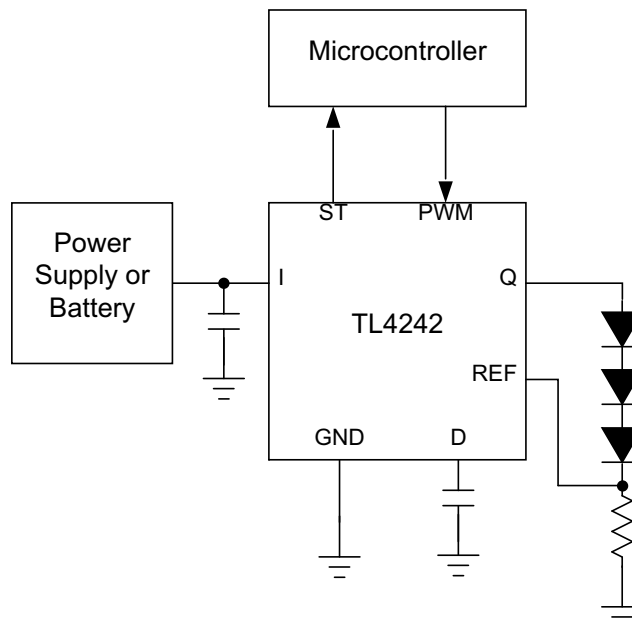 Microcontroller
ST PWM
Power
Supply or
Battery
I
Q
TL4242
REF
GND D